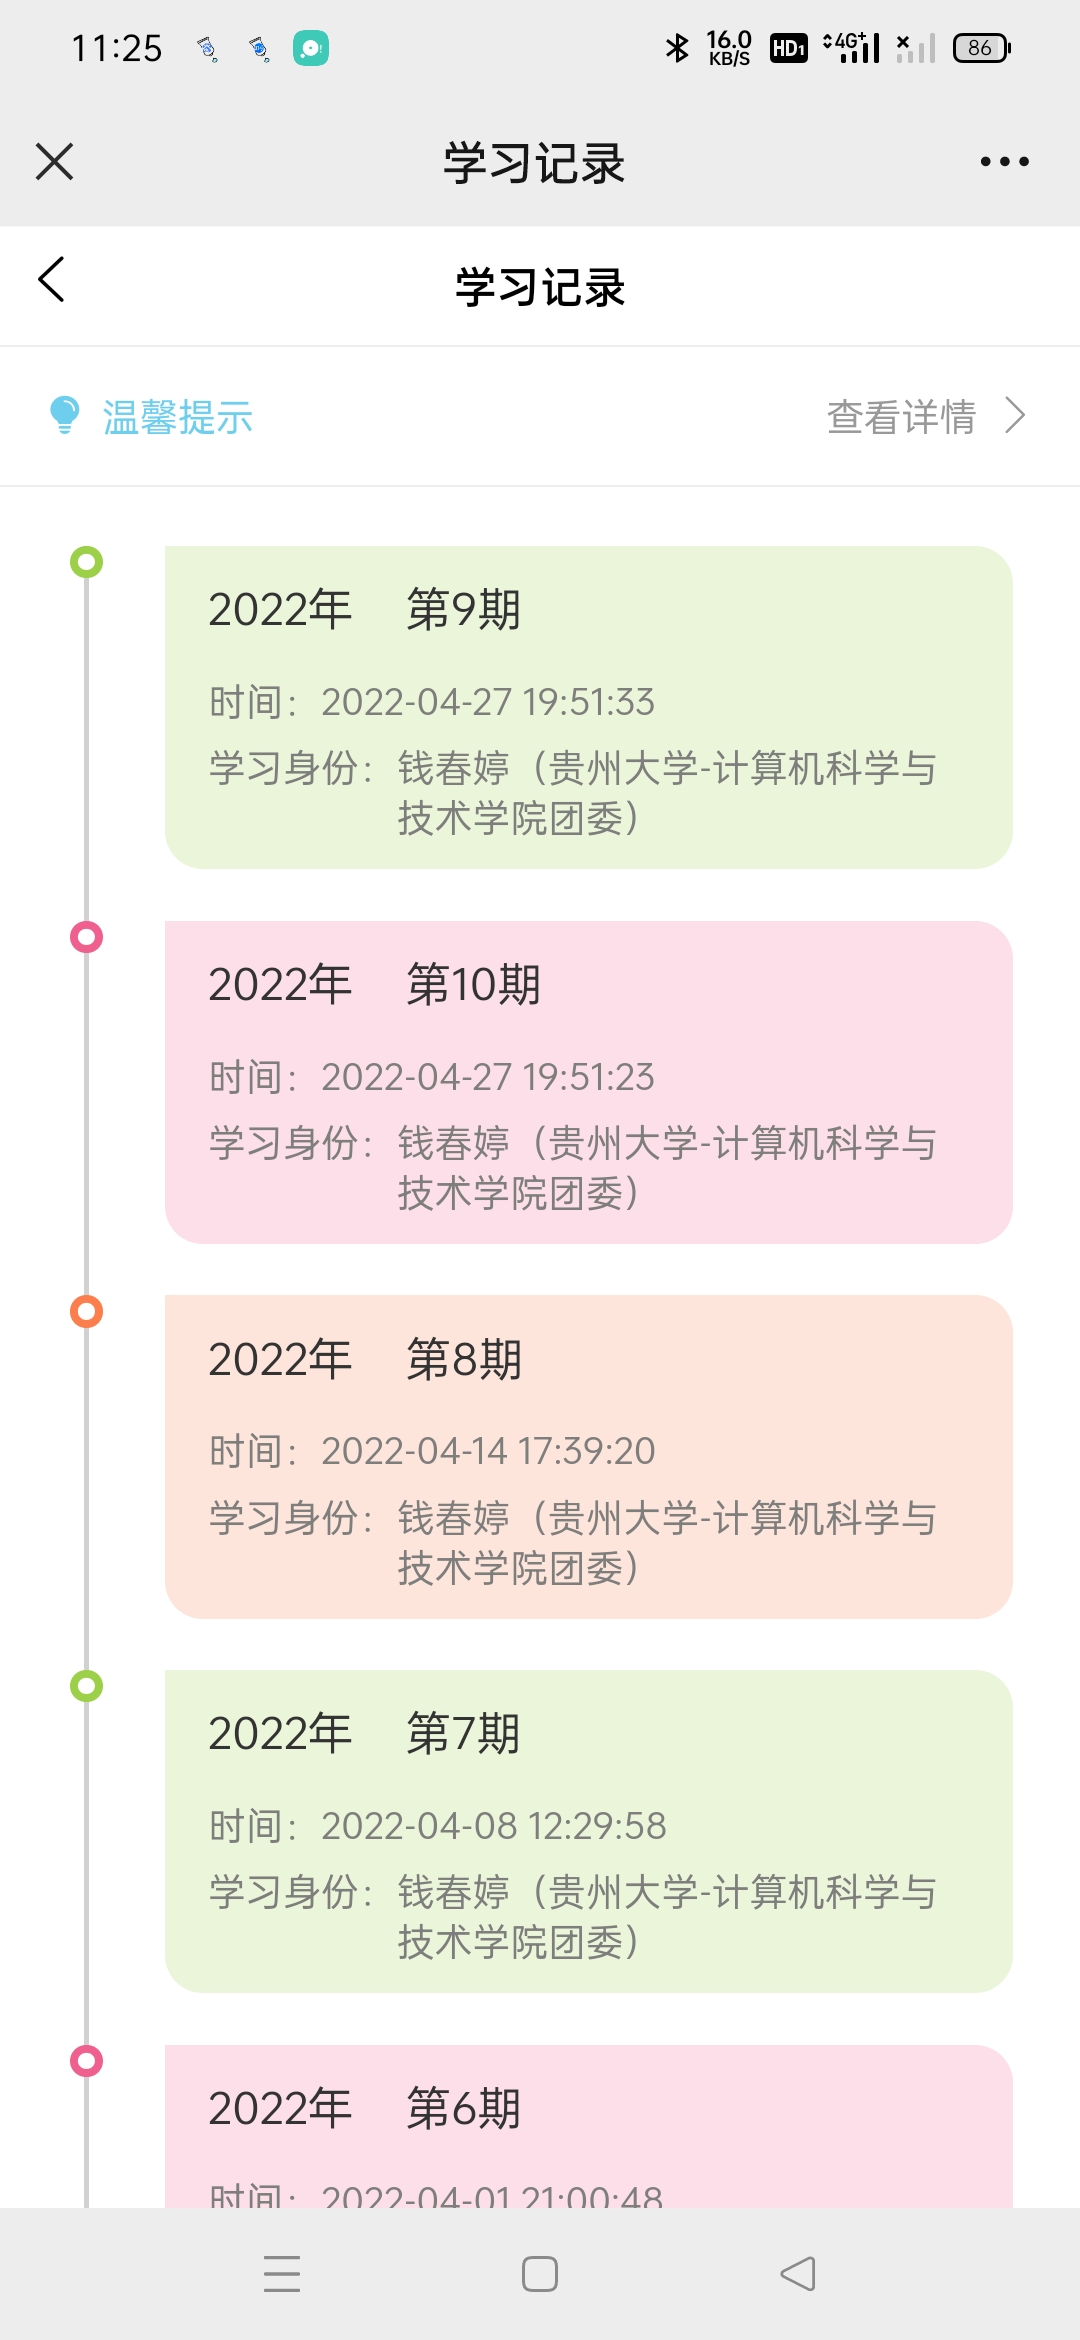 11:25 16.0 KB/S HD1 4G+ 86
学习记录
学习记录
温馨提示 查看详情
2022年 第9期
时间：2022-04-27 19:51:33
学习身份：钱春婷（贵州大学-计算机科学与
技术学院团委）
2022年 第10期
时间：2022-04-27 19:51:23
学习身份：钱春婷（贵州大学-计算机科学与
技术学院团委）
2022年 第8期
时间：2022-04-14 17:39:20
学习身份：钱春婷（贵州大学-计算机科学与
技术学院团委）
2022年 第7期
时间：2022-04-08 12:29:58
学习身份：钱春婷（贵州大学-计算机科学与
技术学院团委）
2022年 第6期
时间：2022-04-01 21:00:48